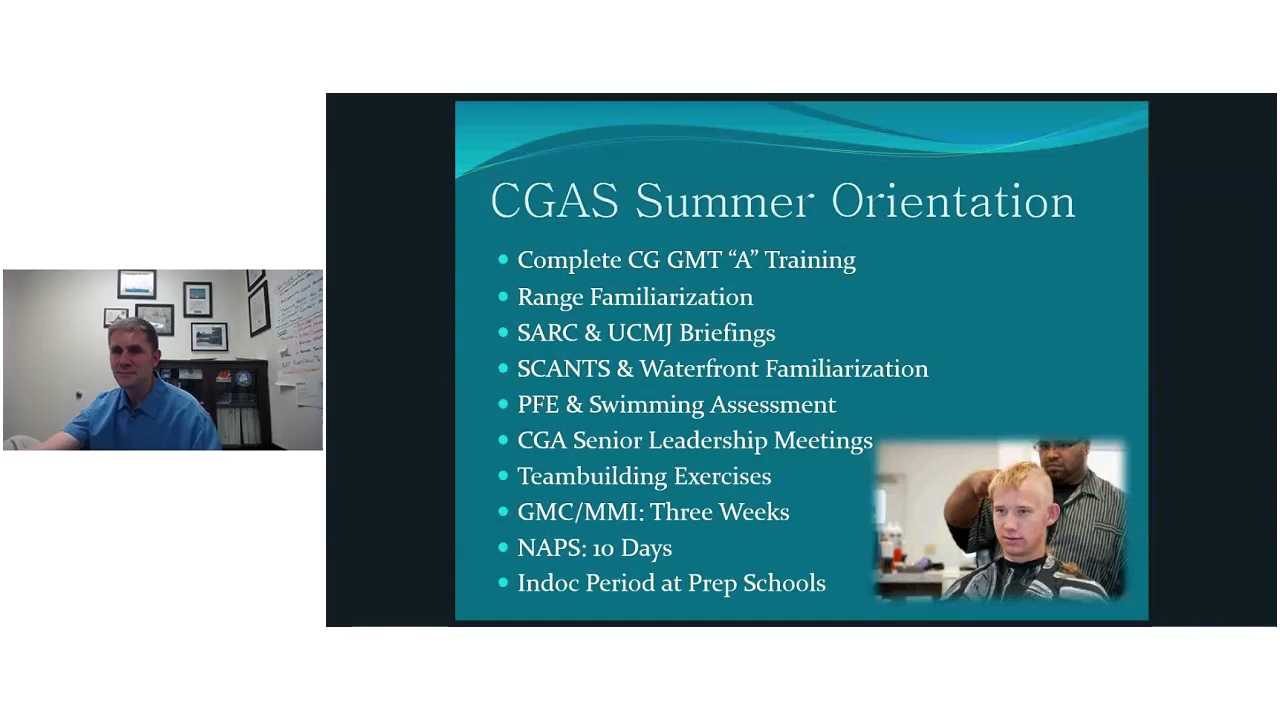 CGAS Summer Orientation
Complete CG GMT “A” Training
Range Familiarization
SARC & UCMJ Briefings
SCANTS & Waterfront Familiarization
PFE & Swimming Assessment
CGA Senior Leadership Meetings
Teambuilding Exercises
GMC/MMI: Three Weeks
NAPS: 10 Days
Indoc Period at Prep Schools